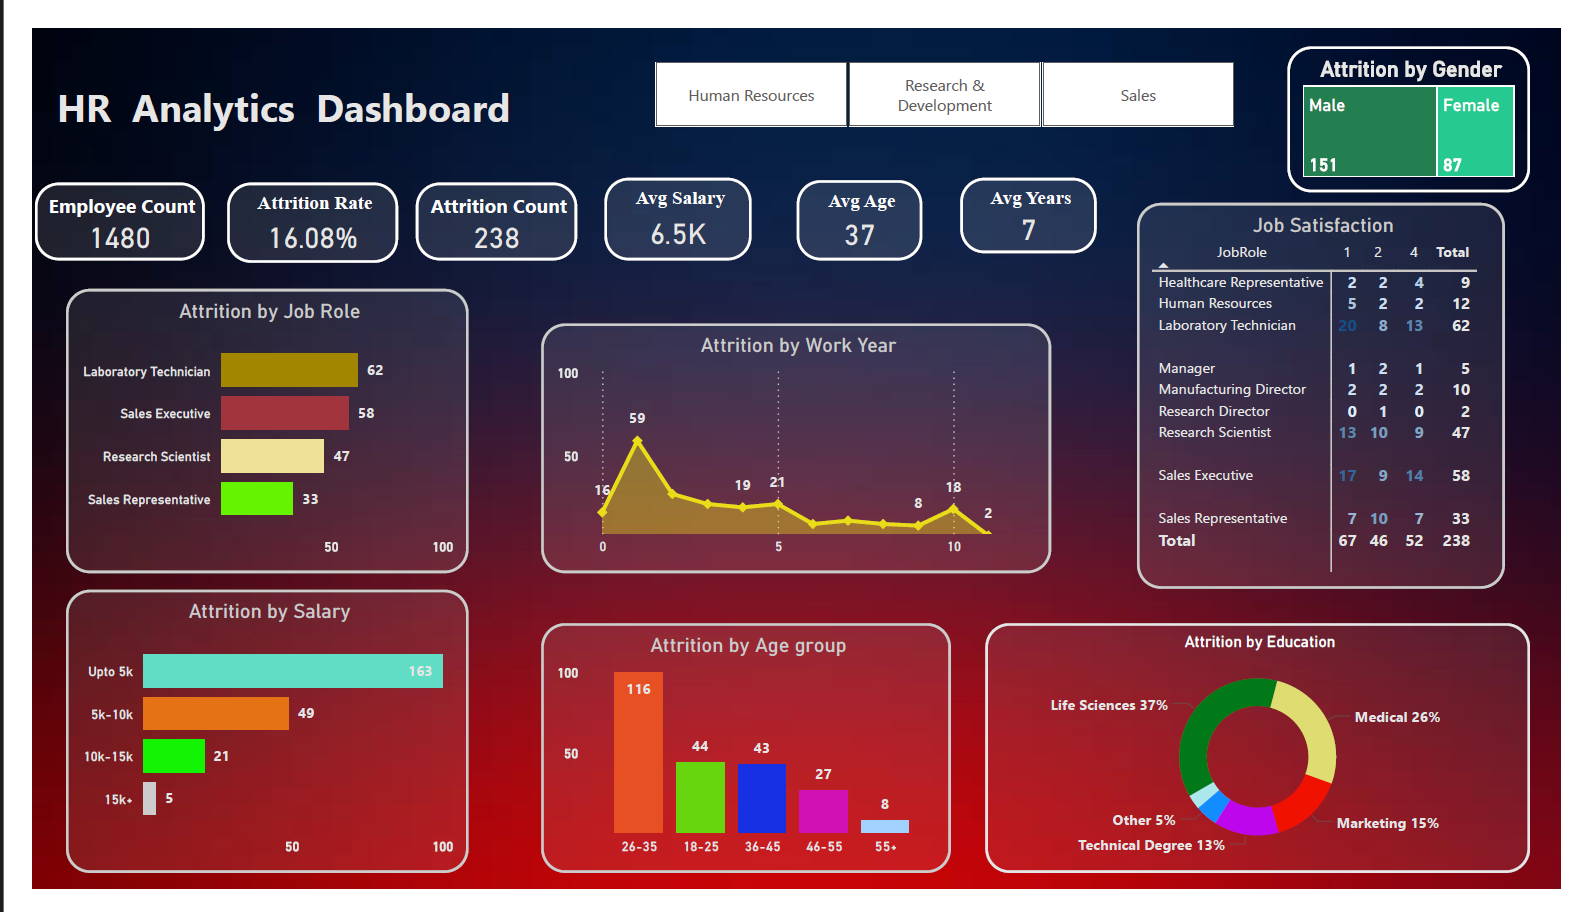 HR Analytics Dashboard
Human Resources
Research &
Development
Sales
Attrition by Gender
Male
Female
151
87
Employee Count
1480
Attrition Rate
16.08%
Attrition Count
238
Avg Salary
6.5K
Avg Age
37
Avg Years
7
Job Satisfaction
JobRole 1 2 4 Total
Healthcare Representative 2 2 4 9
Human Resources 5 2 2 12
Laboratory Technician 20 8 13 62
Manager 1 2 1 5
Manufacturing Director 2 2 2 10
Research Director 0 1 0 2
Research Scientist 13 10 9 47
Sales Executive 17 9 14 58
Sales Representative 7 10 7 33
Total 67 46 52 238
Attrition by Job Role
Laboratory Technician 62
Sales Executive 58
Research Scientist 47
Sales Representative 33
50 100
Attrition by Work Year
100
50
16
59
19
21
8
18
2
0 5 10
Attrition by Salary
Upto 5k 163
5k-10k 49
10k-15k 21
15k+ 5
50 100
Attrition by Age group
100
50
116
44
43
27
8
26-35 18-25 36-45 46-55 55+
Attrition by Education
Life Sciences 37%
Medical 26%
Marketing 15%
Technical Degree 13%
Other 5%